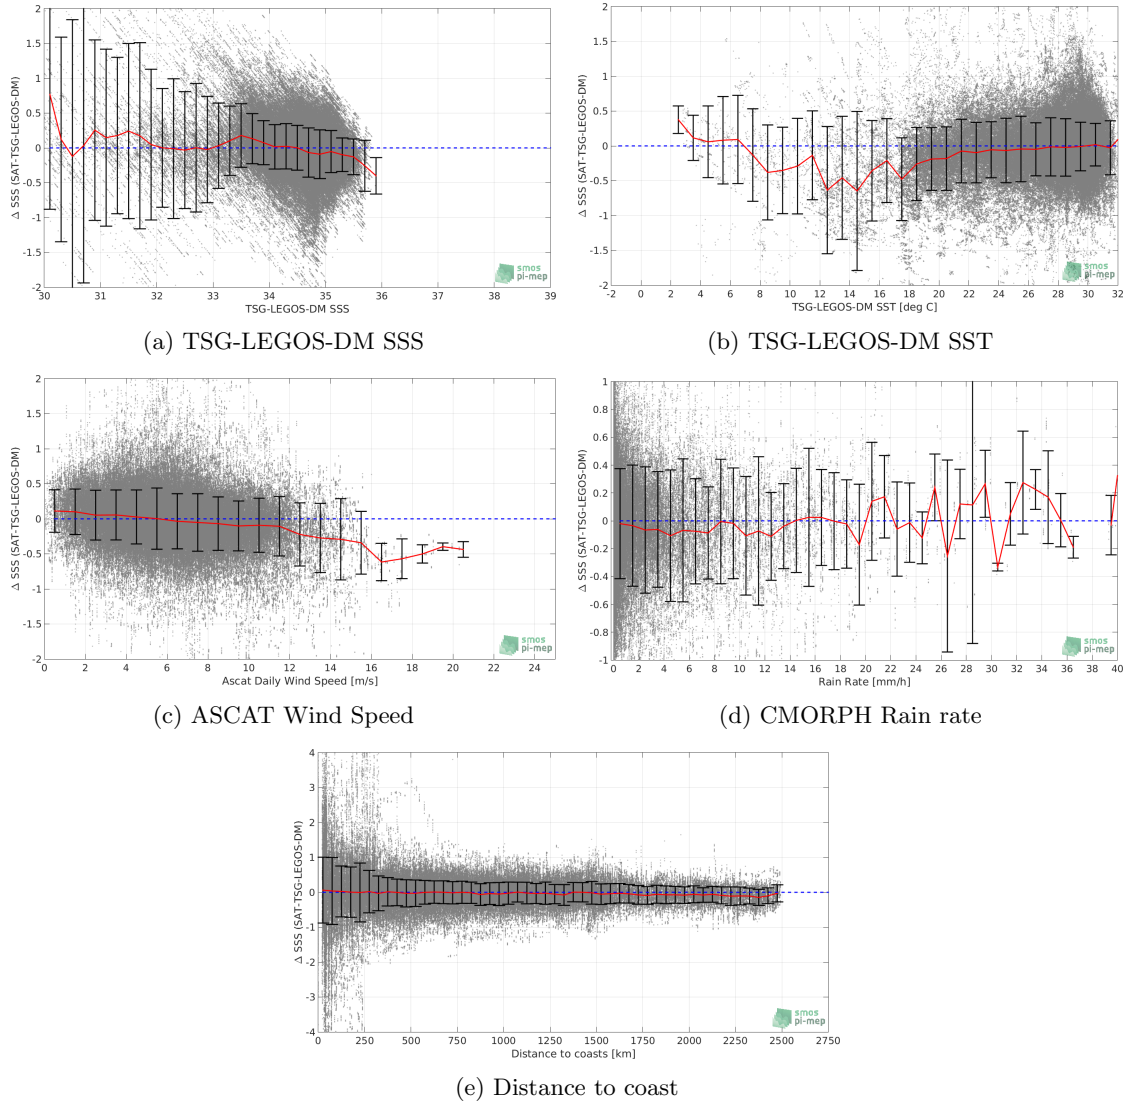 Δ SSS (SAT-TSG-LEGOS-DM)
2
1.5
1
0.5
0
-0.5
-1
-1.5
-2
30 31 32 33 34 35 36 37 38 39
TSG-LEGOS-DM SSS
smos
pi-mep
(a) TSG-LEGOS-DM SSS
Δ SSS (SAT-TSG-LEGOS-DM)
2
1.5
1
0.5
0
-0.5
-1
-1.5
-2
-2 0 2 4 6 8 10 12 14 16 18 20 22 24 26 28 30 32
TSG-LEGOS-DM SST [deg C]
smos
pi-mep
(b) TSG-LEGOS-DM SST
Δ SSS (SAT-TSG-LEGOS-DM)
2
1.5
1
0.5
0
-0.5
-1
-1.5
-2
0 2 4 6 8 10 12 14 16 18 20 22 24
Ascat Daily Wind Speed [m/s]
smos
pi-mep
(c) ASCAT Wind Speed
Δ SSS (SAT-TSG-LEGOS-DM)
1
0.8
0.6
0.4
0.2
0
-0.2
-0.4
-0.6
-0.8
-1
0 2 4 6 8 10 12 14 16 18 20 22 24 26 28 30 32 34 36 38 40
Rain Rate [mm/h]
smos
pi-mep
(d) CMORPH Rain rate
Δ SSS (SAT-TSG-LEGOS-DM)
4
3
2
1
0
-1
-2
-3
-4
0 250 500 750 1000 1250 1500 1750 2000 2250 2500 2750
Distance to coasts [km]
smos
pi-mep
(e) Distance to coast